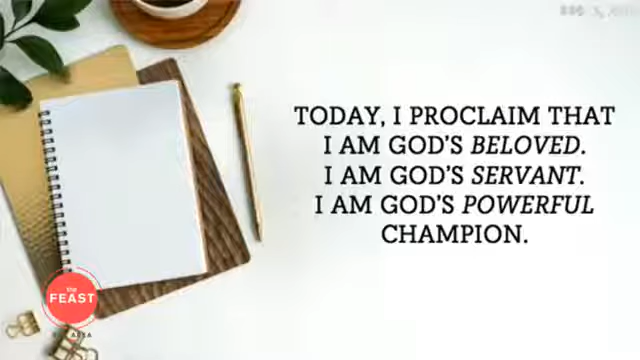 TODAY, I PROCLAIM THAT
I AM GOD'S BELOVED.
I AM GOD'S SERVANT.
I AM GOD'S POWERFUL
CHAMPION.
the
FEAST